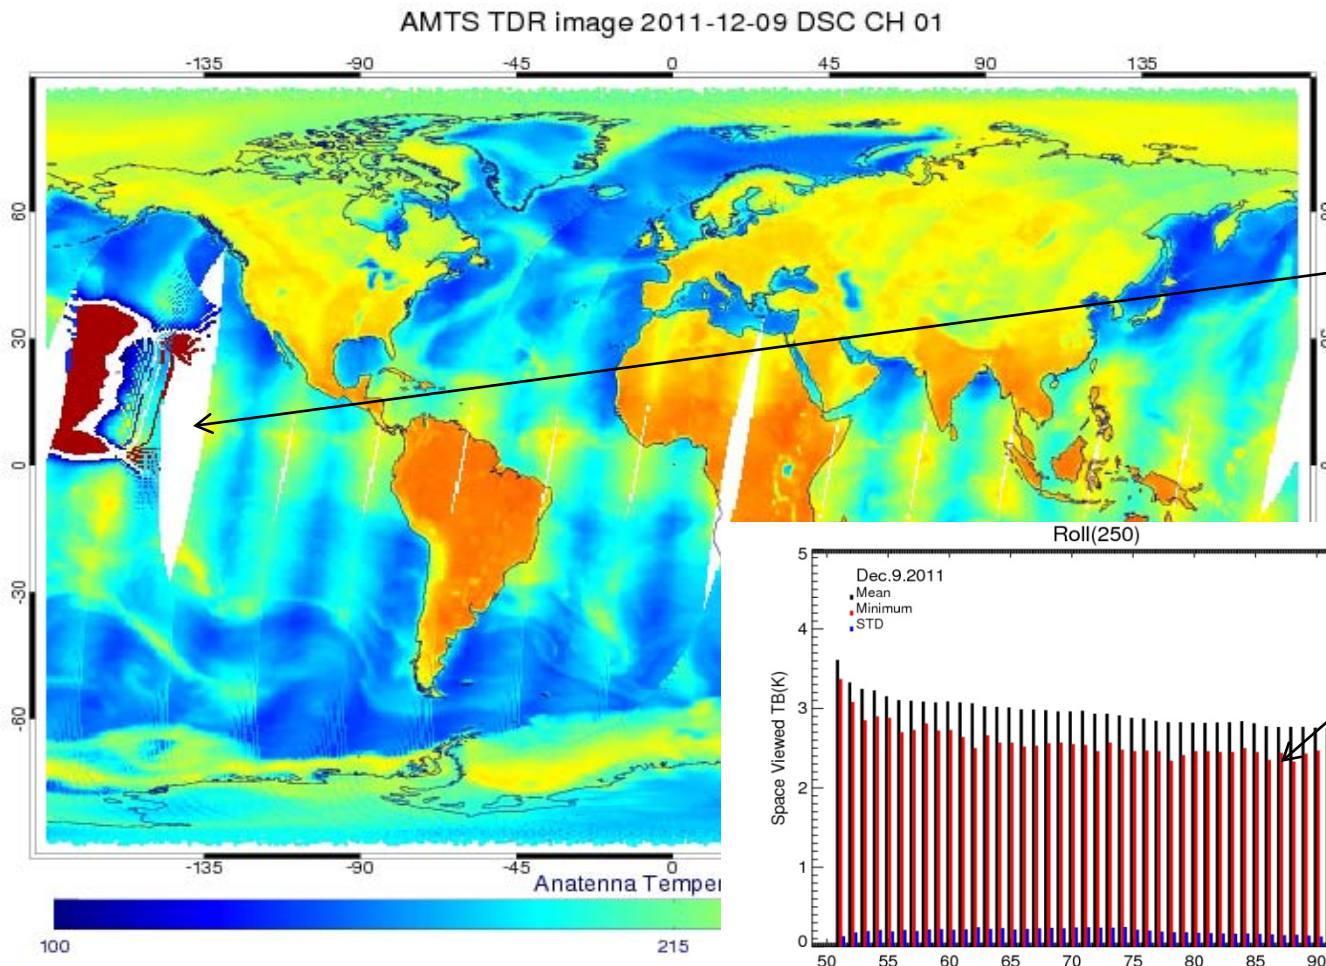 AMTS TDR image 2011-12-09 DSC CH 01
-135 -90 -45 0 45 90 135
60
30
0
-30
-60
-135 -90 -45 0
Anatenna Temper
100 215
Roll(250)
Dec.9.2011
Mean
Minimum
STD
5
4
3
2
1
0
Space Viewed TB(K)
50 55 60 65 70 75 80 85 90